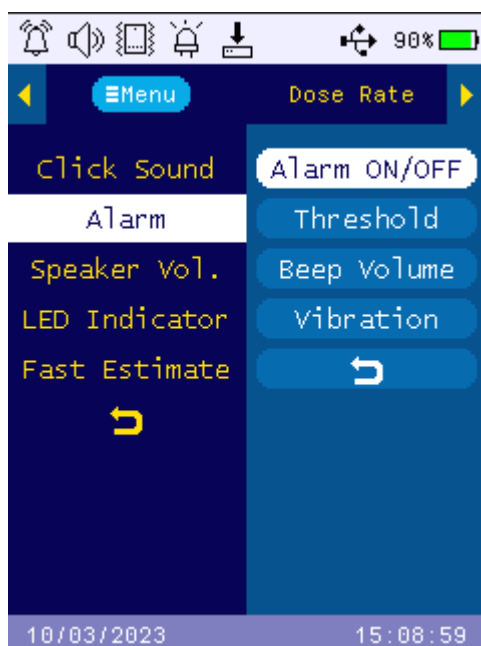 90%
≡Menu Dose Rate
Click Sound Alarm ON/OFF
Alarm Threshold
Speaker Vol. Beep Volume
LED Indicator Vibration
Fast Estimate
10/03/2023 15:08:59